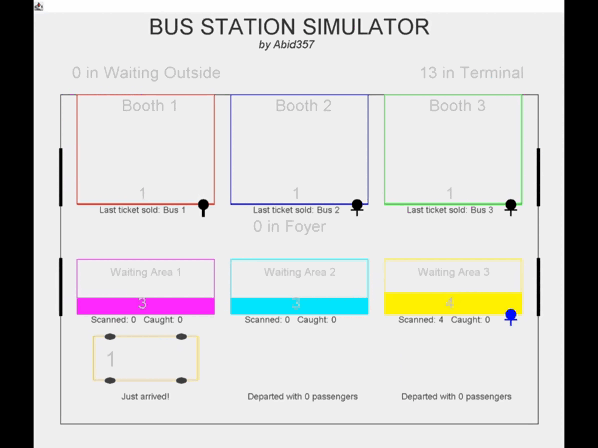 BUS STATION SIMULATOR
by Abid357
0 in Waiting Outside
13 in Terminal
Booth 1
Booth 2
Booth 3
1
1
1
Last ticket sold: Bus 1
Last ticket sold: Bus 2
Last ticket sold: Bus 3
0 in Foyer
Waiting Area 1
Waiting Area 2
Waiting Area 3
3
3
4
Scanned: 0 Caught: 0
Scanned: 0 Caught: 0
Scanned: 4 Caught: 0
1
Just arrived!
Departed with 0 passengers
Departed with 0 passengers